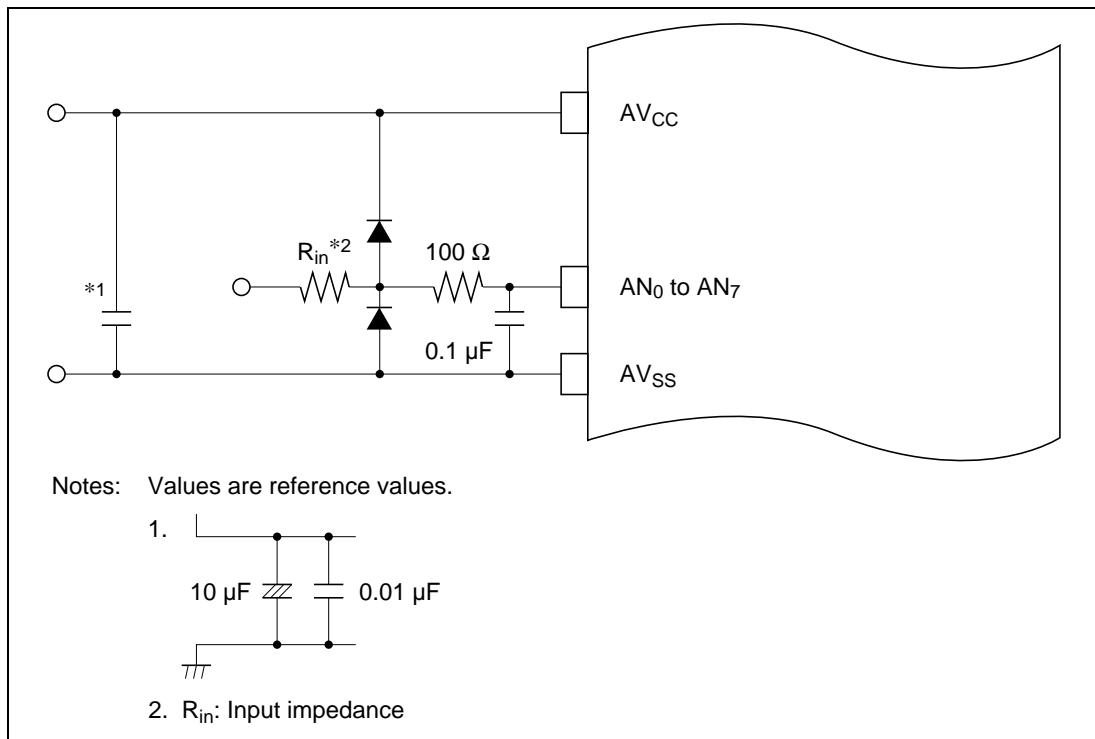 AVCC
Rin*2
100 Ω
*1
AN0 to AN7
0.1 µF
AVSS
Notes: Values are reference values.
1.
10 µF
0.01 µF
2. Rin: Input impedance